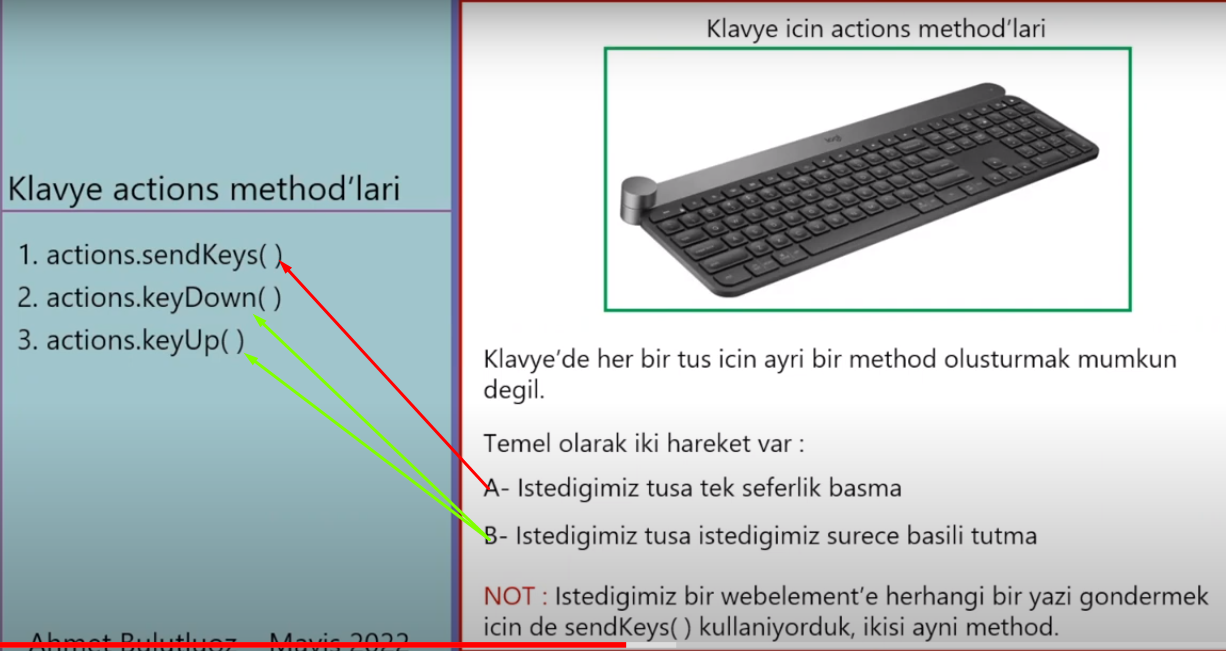 Klavye actions method'lari
1. actions.sendKeys( )
2. actions.keyDown( )
3. actions.keyUp( )
Ahmet Bulutluoz Mayis 2022
Klavye icin actions method'lari
logi
Klavye'de her bir tus icin ayri bir method olusturmak mumkun
degil.
Temel olarak iki hareket var :
A- Istedigimiz tusa tek seferlik basma
B- Istedigimiz tusa istedigimiz surece basili tutma
NOT : Istedigimiz bir webelement'e herhangi bir yazi gondermek
icin de sendKeys( ) kullaniyorduk, ikisi ayni method.